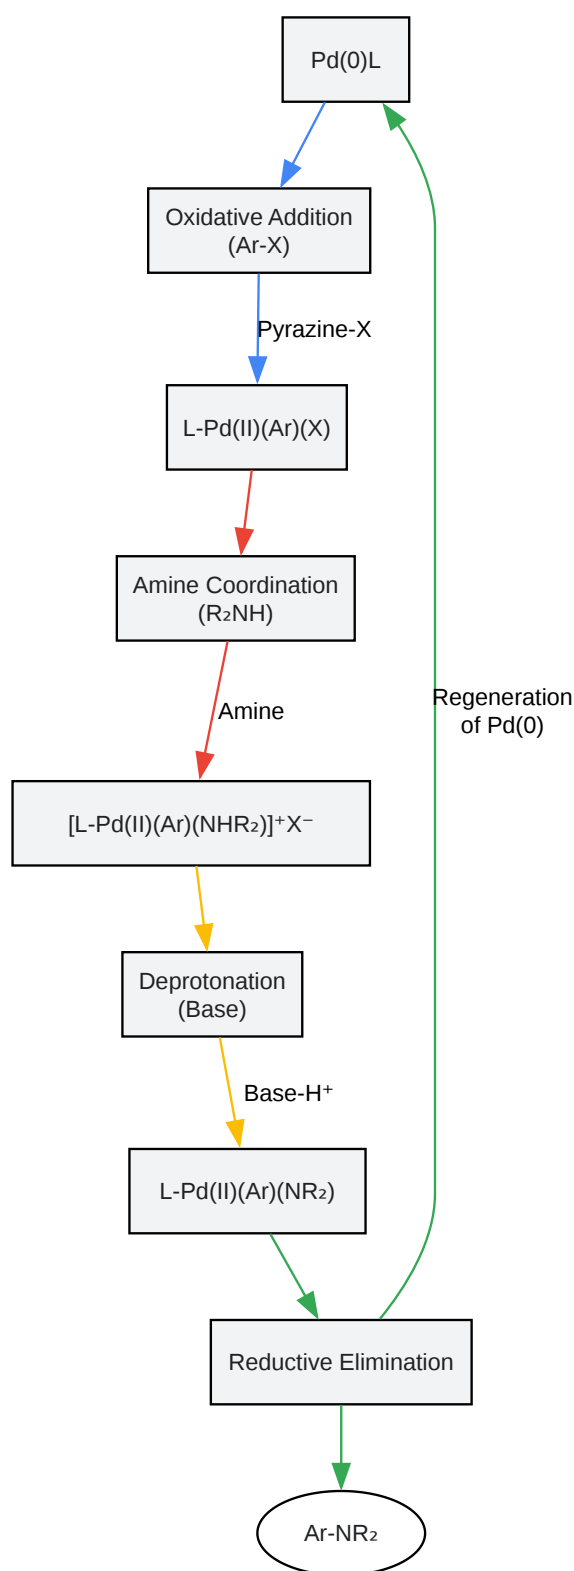 Pd(0)L
Oxidative Addition
(Ar-X)
Pyrazine-X
L-Pd(II)(Ar)(X)
Amine Coordination
(R₂NH)
Regeneration
of Pd(0)
Amine
[L-Pd(II)(Ar)(NHR₂)]⁺X⁻
Deprotonation
(Base)
Base-H⁺
L-Pd(II)(Ar)(NR₂)
Reductive Elimination
Ar-NR₂